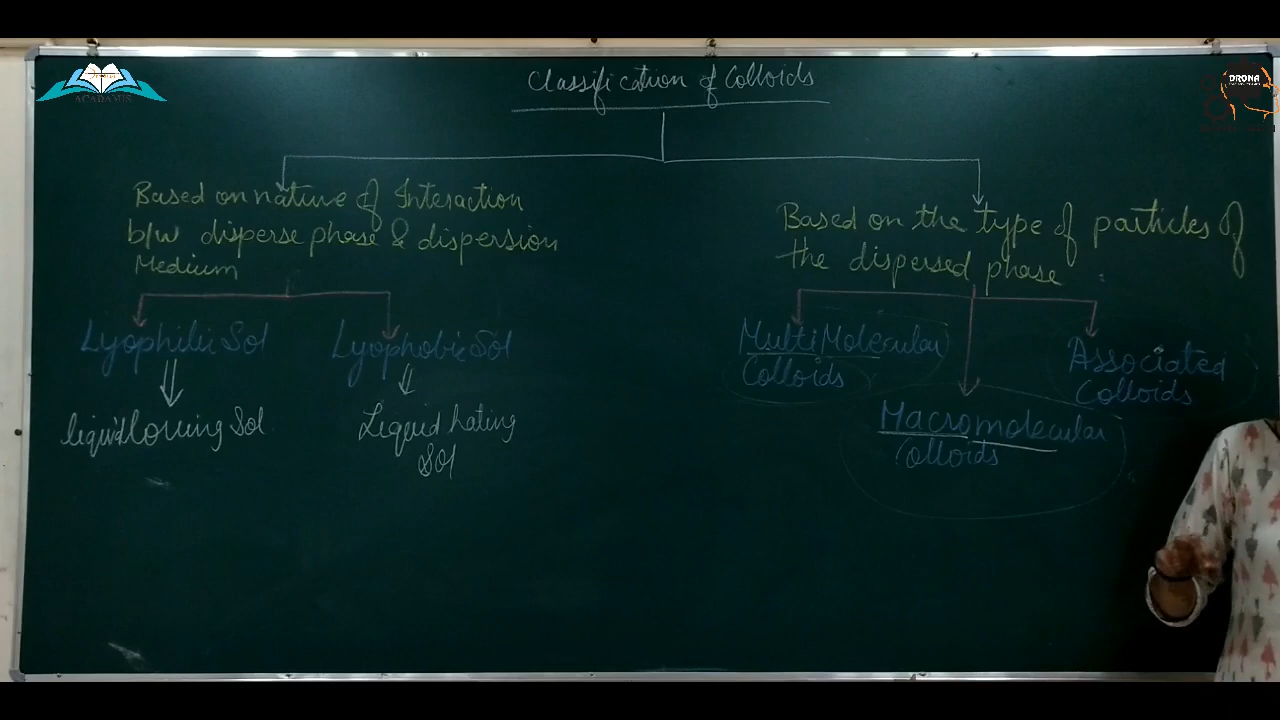 Classification of Colloids
Based on nature of Interaction
b/w disperse phase & dispersion
Medium
Based on the type of particles of
the dispersed phase
Lyophilic Sol
Lyophobic Sol
liquid loving Sol
Liquid hating
Sol
Multi Molecular
Colloids
Macromolecular
Colloids
Associated
Colloids
ACADAMIS
DRONA